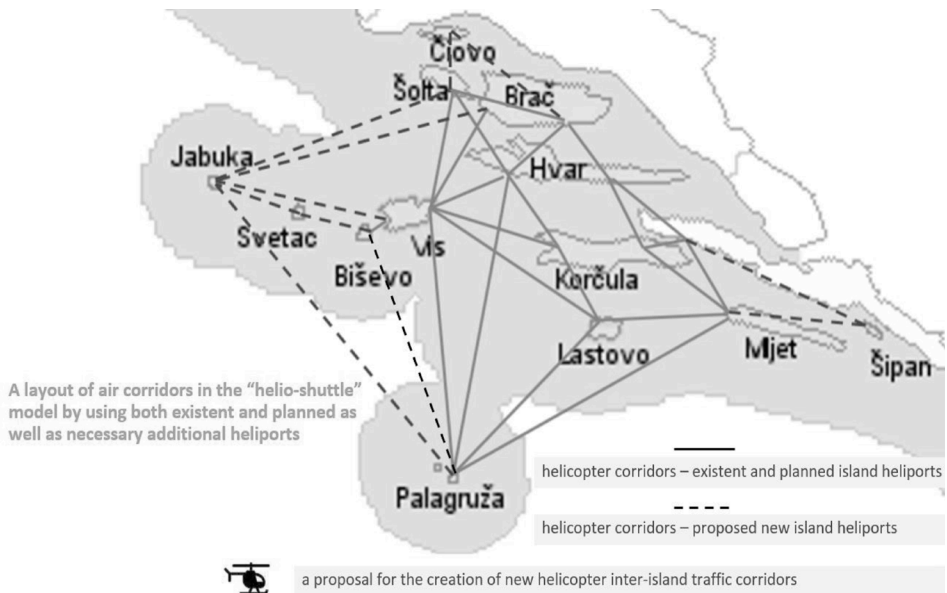 Čiovo
Šolta
Brač
Jabuka
Hvar
Svetac
Vis
Biševo
Korčula
Lastovo
Mljet
Šipan
A layout of air corridors in the “helio-shuttle”
model by using both existent and planned as
well as necessary additional heliports
Palagruža
helicopter corridors – existent and planned island heliports
helicopter corridors – proposed new island heliports
a proposal for the creation of new helicopter inter-island traffic corridors